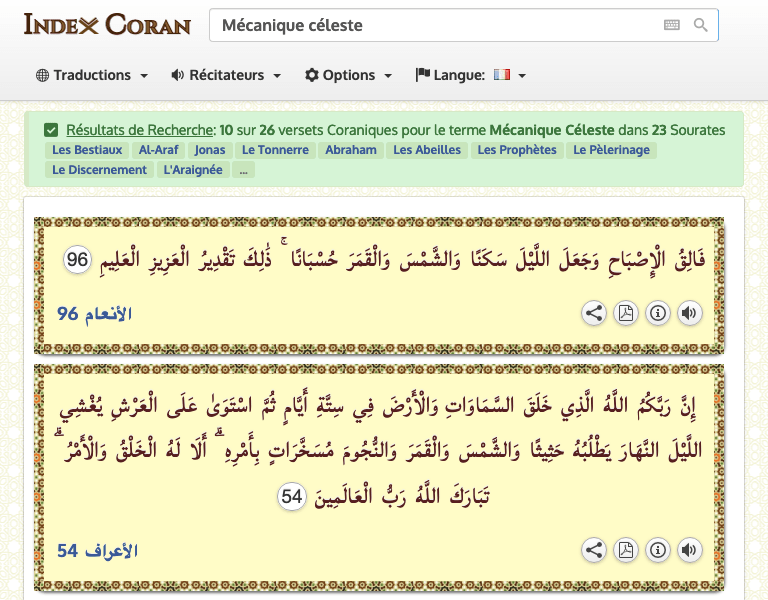 Index Coran
Mécanique céleste
Traductions Récitateurs Options Langue:
Résultats de Recherche: 10 sur 26 versets Coraniques pour le terme Mécanique Céleste dans 23 Sourates
Les Bestiaux Al-Araf Jonas Le Tonnerre Abraham Les Abeilles Les Prophètes Le Pèlerinage
Le Discernement L'Araignée ...
فَالِقُ الْإِصْبَاحِ وَجَعَلَ اللَّيْلَ سَكَنًا وَالشَّمْسَ وَالْقَمَرَ حُسْبَانًا ۚ ذَٰلِكَ تَقْدِيرُ الْعَزِيزِ الْعَلِيمِ 96
الأنعام 96
إِنَّ رَبَّكُمُ اللَّهُ الَّذِي خَلَقَ السَّمَاوَاتِ وَالْأَرْضَ فِي سِتَّةِ أَيَّامٍ ثُمَّ اسْتَوَىٰ عَلَى الْعَرْشِ يُغْشِي
اللَّيْلَ النَّهَارَ يَطْلُبُهُ حَثِيثًا وَالشَّمْسَ وَالْقَمَرَ وَالنُّجُومَ مُسَخَّرَاتٍ بِأَمْرِهِ ۗ أَلَا لَهُ الْخَلْقُ وَالْأَمْرُ ۗ
تَبَارَكَ اللَّهُ رَبُّ الْعَالَمِينَ 54
الأعراف 54